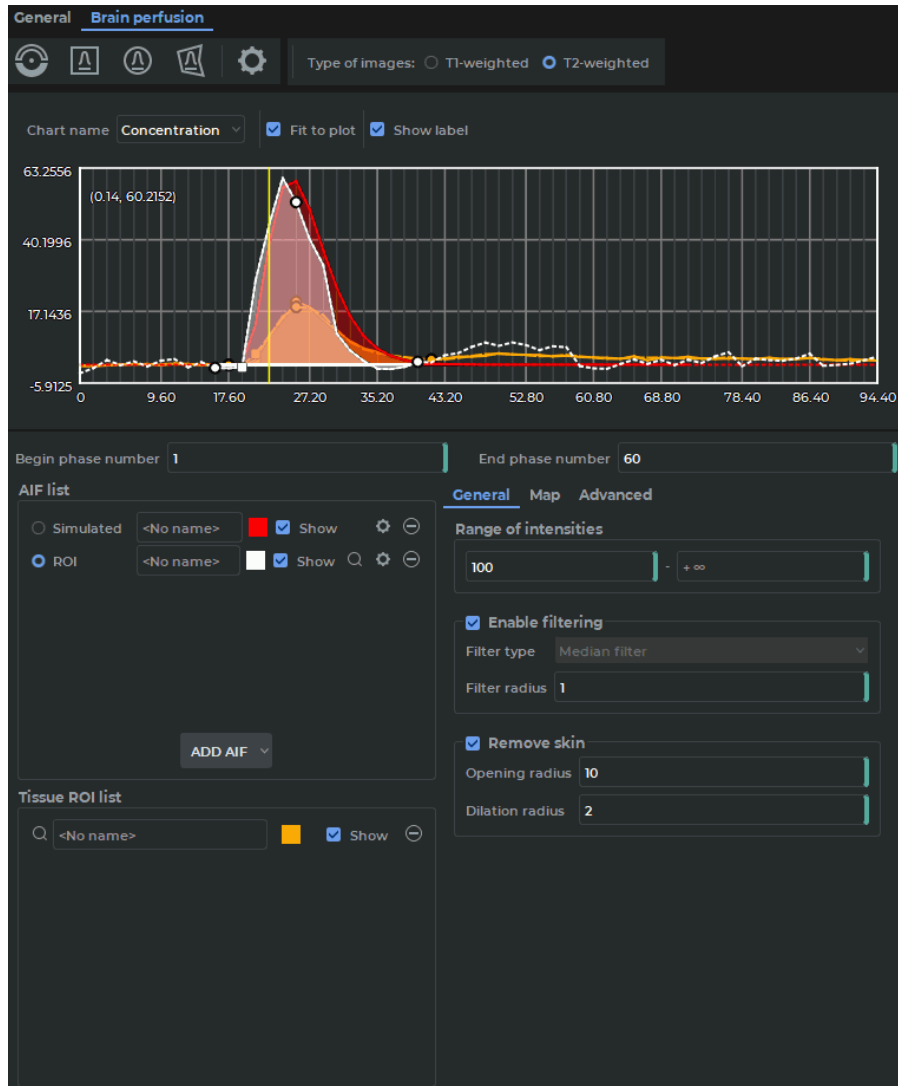 General Brain perfusion
Type of images: T1-weighted T2-weighted
Chart name Concentration Fit to plot Show label
63.2556
(0.14, 60.2152)
40.1996
17.1436
-5.9125
0 9.60 17.60 27.20 35.20 43.20 52.80 60.80 68.80 78.40 86.40 94.40
Begin phase number 1 End phase number 60
AIF list
Simulated <No name> Show
ROI <No name> Show
ADD AIF
Tissue ROI list
<No name> Show
General Map Advanced
Range of intensities
100 - + ∞
Enable filtering
Filter type Median filter
Filter radius 1
Remove skin
Opening radius 10
Dilation radius 2